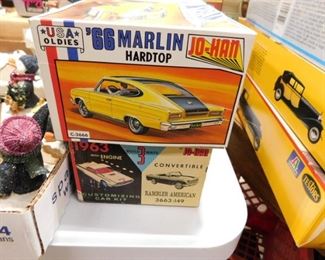 USA OLDIES
'66 MARLIN
HARDTOP
JO-HAN
C-3666
1963
ENGINE
3
JO-HAN
CONVERTIBLE
CUSTOMIZING
CAR KIT
RAMBLER AMERICAN
3663:149
4